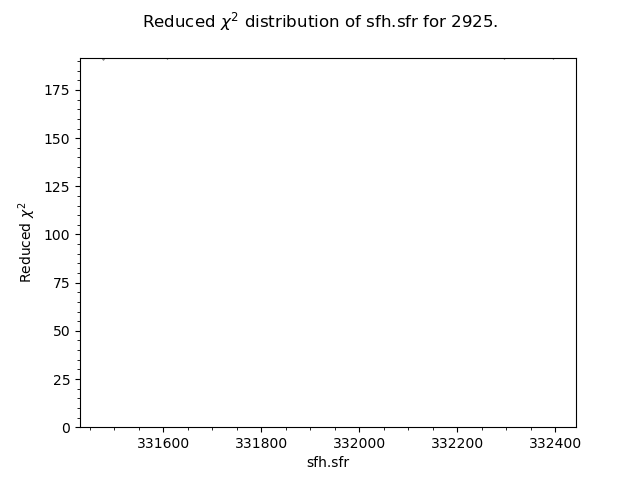 Reduced χ² distribution of sfh.sfr for 2925.
175
150
125
100
75
50
25
0
Reduced χ²
331600 331800 332000 332200 332400
sfh.sfr